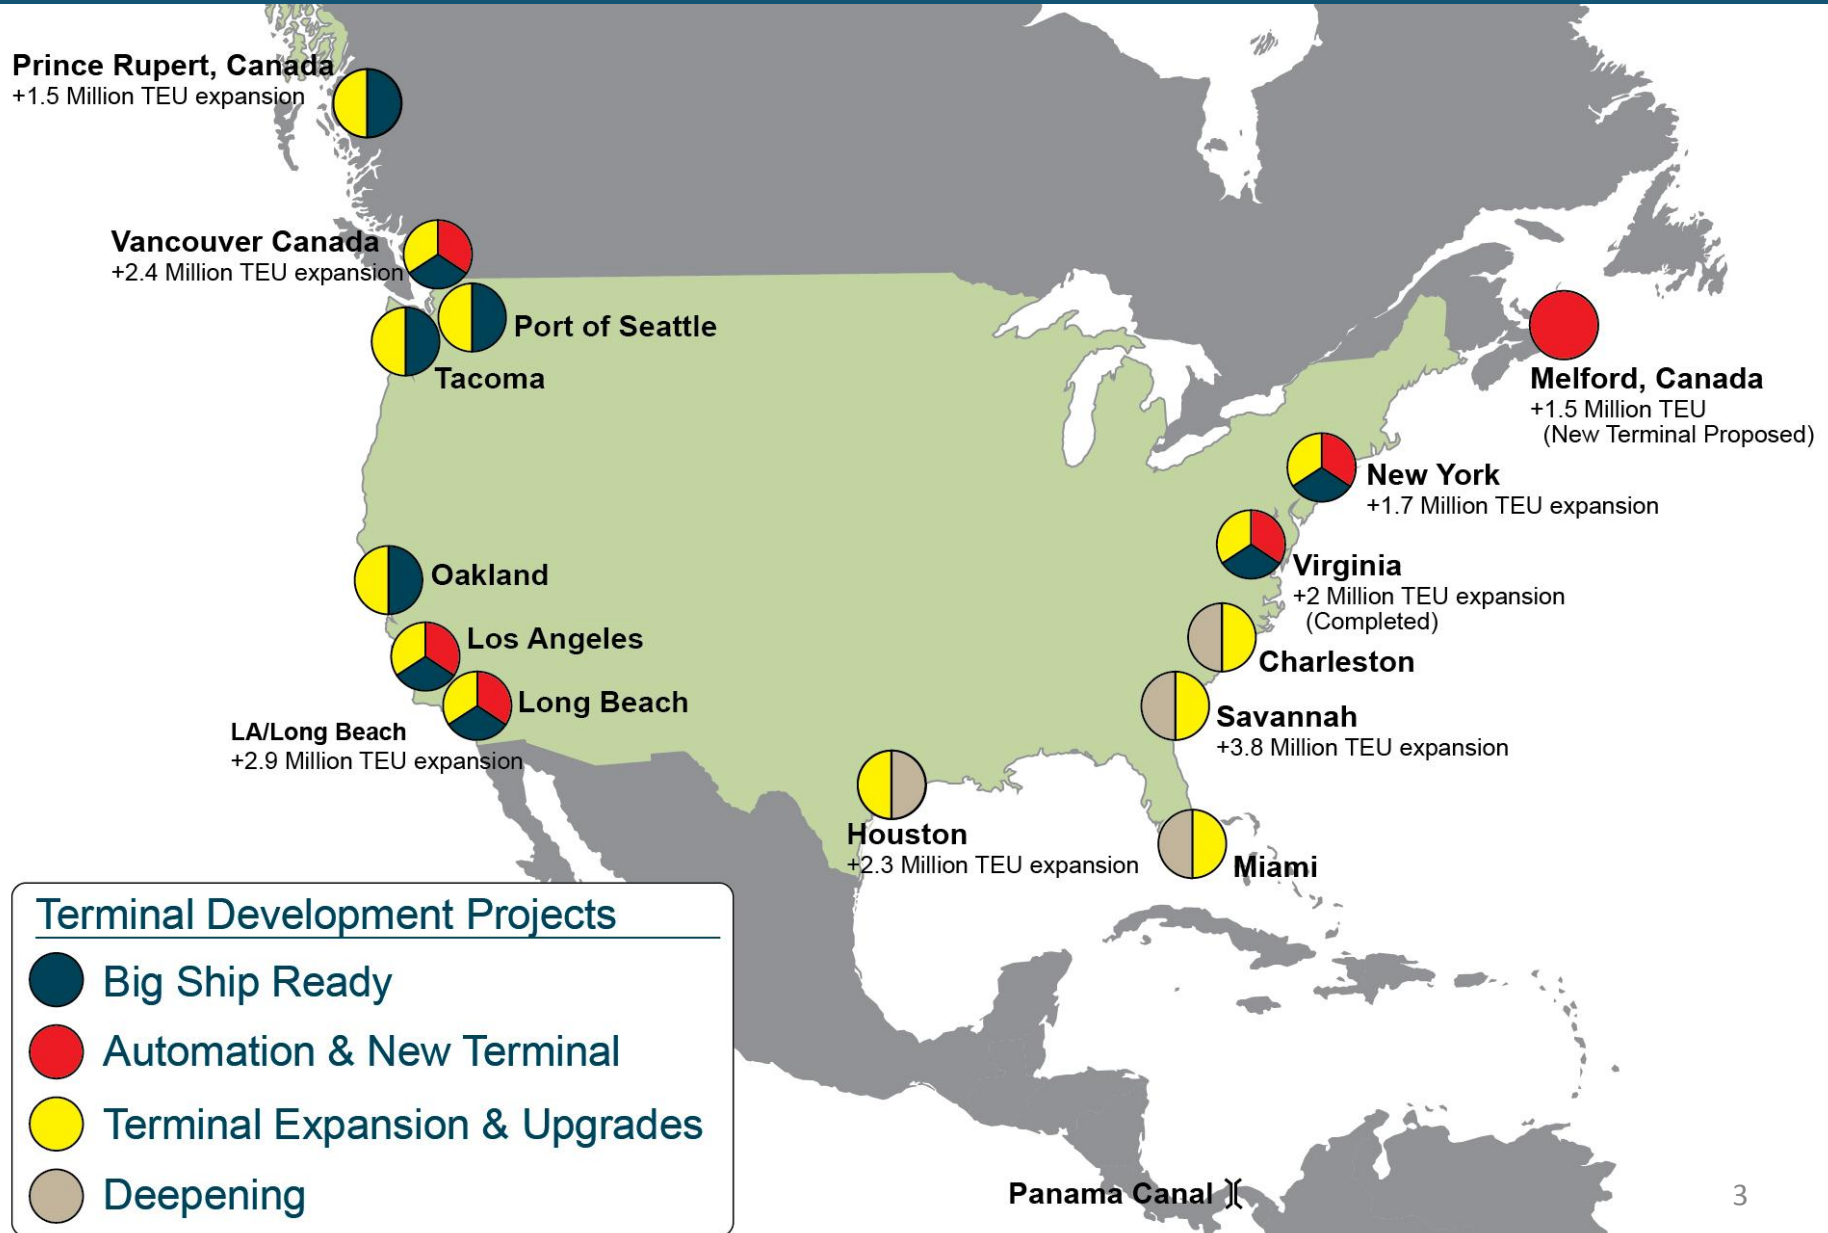 Prince Rupert, Canada
+1.5 Million TEU expansion
Vancouver Canada
+2.4 Million TEU expansion
Port of Seattle
Tacoma
Melford, Canada
+1.5 Million TEU
(New Terminal Proposed)
New York
+1.7 Million TEU expansion
Virginia
+2 Million TEU expansion
(Completed)
Oakland
Los Angeles
Charleston
Long Beach
LA/Long Beach
+2.9 Million TEU expansion
Savannah
+3.8 Million TEU expansion
Houston
+2.3 Million TEU expansion
Miami
Terminal Development Projects
Big Ship Ready
Automation & New Terminal
Terminal Expansion & Upgrades
Deepening
Panama Canal
3